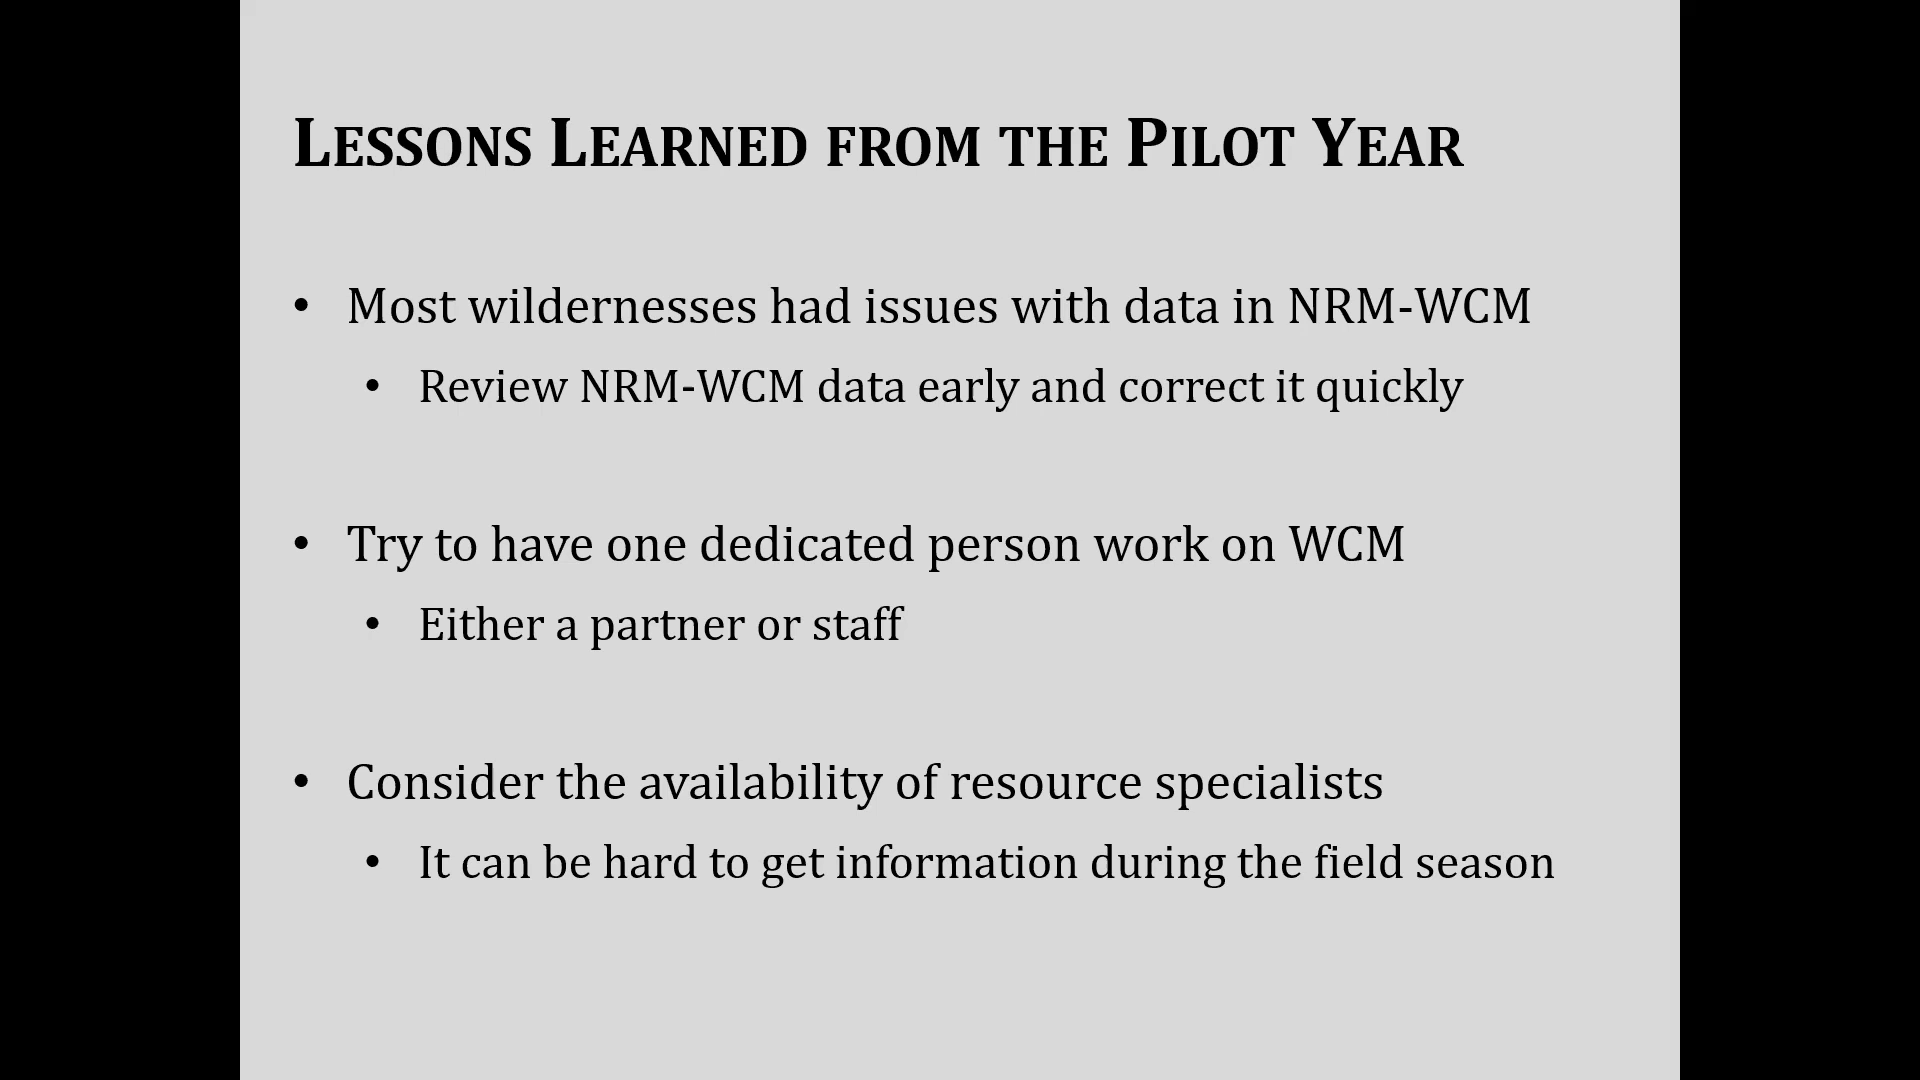 LESSONS LEARNED FROM THE PILOT YEAR
• Most wildernesses had issues with data in NRM-WCM
• Review NRM-WCM data early and correct it quickly
• Try to have one dedicated person work on WCM
• Either a partner or staff
• Consider the availability of resource specialists
• It can be hard to get information during the field season